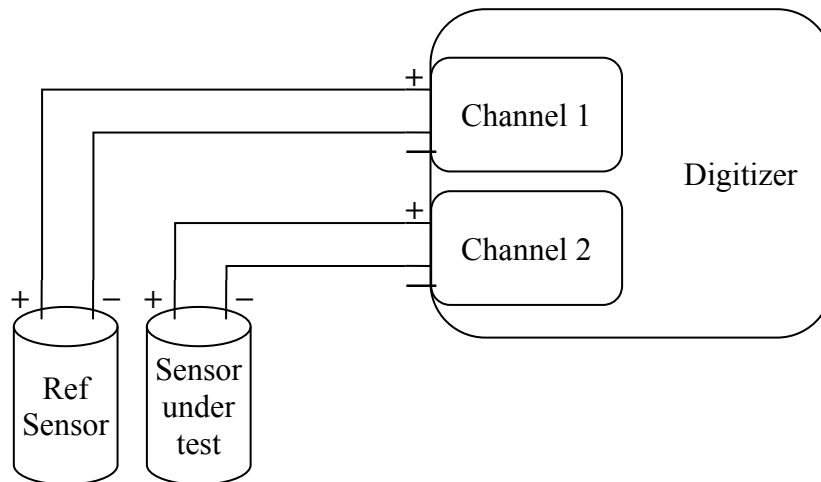 +
Channel 1
—
Digitizer
+
Channel 2
—
+ −
Ref
Sensor
+ −
Sensor
under
test